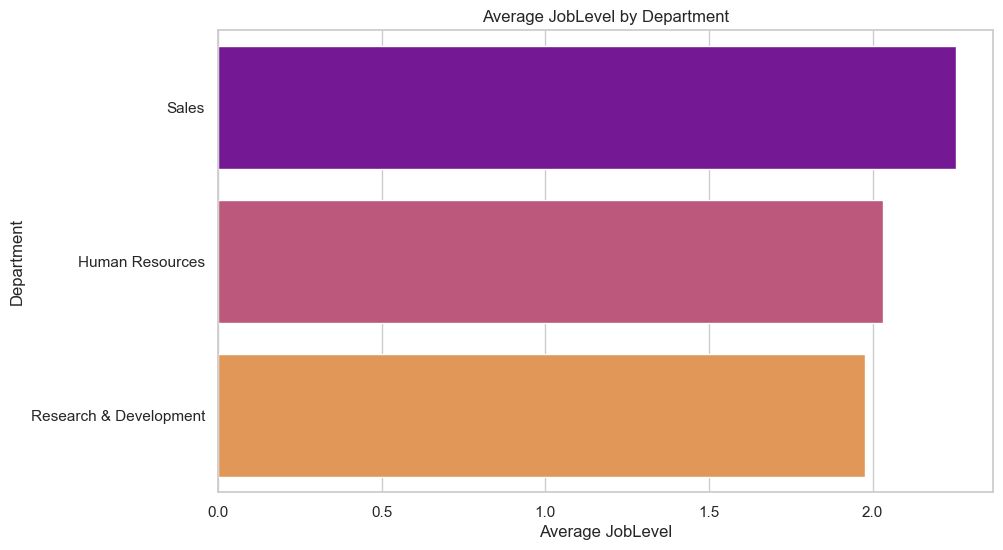 Average JobLevel by Department
Department
Sales
Human Resources
Research & Development
0.0 0.5 1.0 1.5 2.0
Average JobLevel